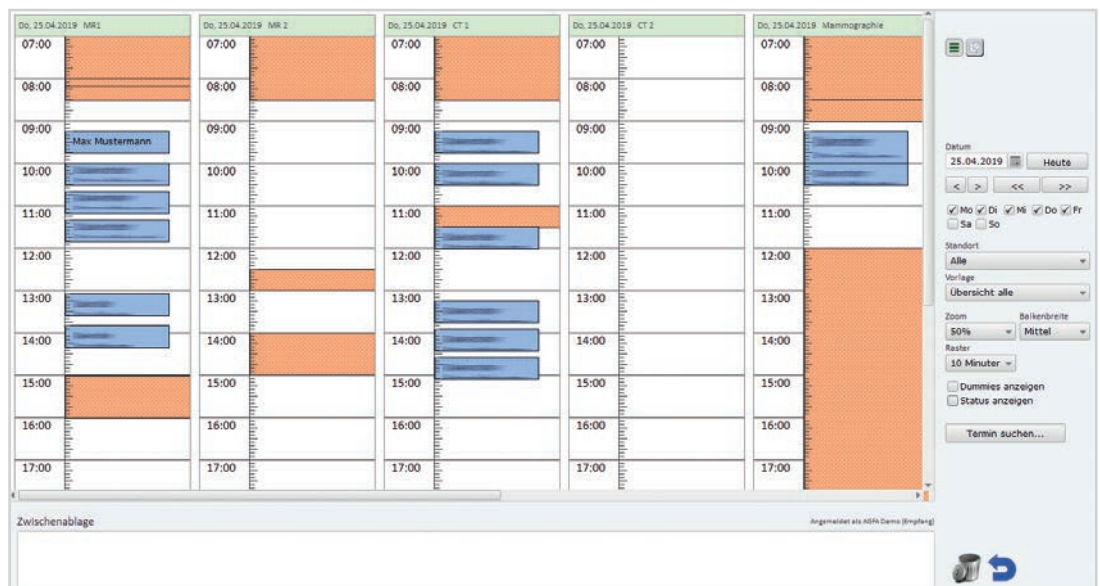 Do, 25.04.2019 MR1
07:00
08:00
09:00
Max Mustermann
10:00
11:00
12:00
13:00
14:00
15:00
16:00
17:00
Do, 25.04.2019 MR 2
07:00
08:00
09:00
10:00
11:00
12:00
13:00
14:00
15:00
16:00
17:00
Do, 25.04.2019 CT 1
07:00
08:00
09:00
10:00
11:00
12:00
13:00
14:00
15:00
16:00
17:00
Do, 25.04.2019 CT 2
07:00
08:00
09:00
10:00
11:00
12:00
13:00
14:00
15:00
16:00
17:00
Do, 25.04.2019 Mammographie
07:00
08:00
09:00
10:00
11:00
12:00
13:00
14:00
15:00
16:00
17:00
Datum
25.04.2019 Heute
< > << >>
Mo Di Mi Do Fr
Sa So
Standort
Alle
Vorlage
Übersicht alle
Zoom Balkenbreite
50% Mittel
Raster
10 Minuter
Dummies anzeigen
Status anzeigen
Termin suchen...
Zwischenablage
Angemeldet als AGFA Demo (Empfang)